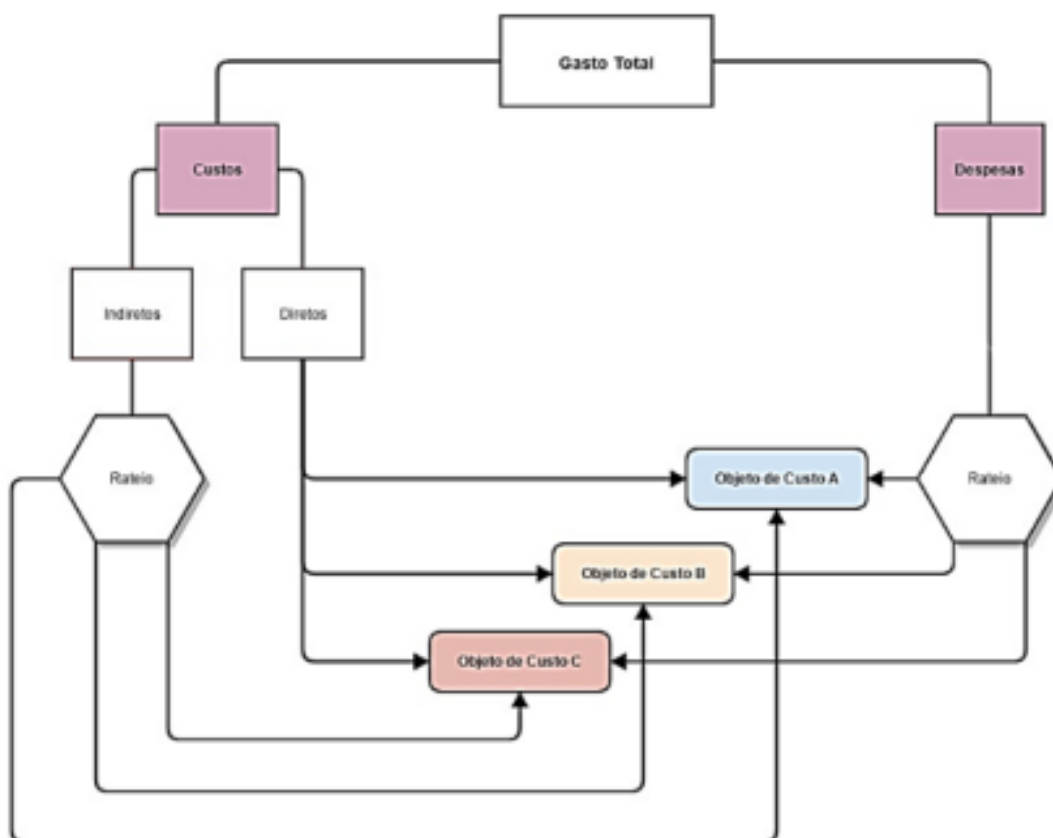 Gasto Total
Custos
Despesas
Indiretos
Diretos
Rateio
Objeto de Custo A
Rateio
Objeto de Custo B
Objeto de Custo C